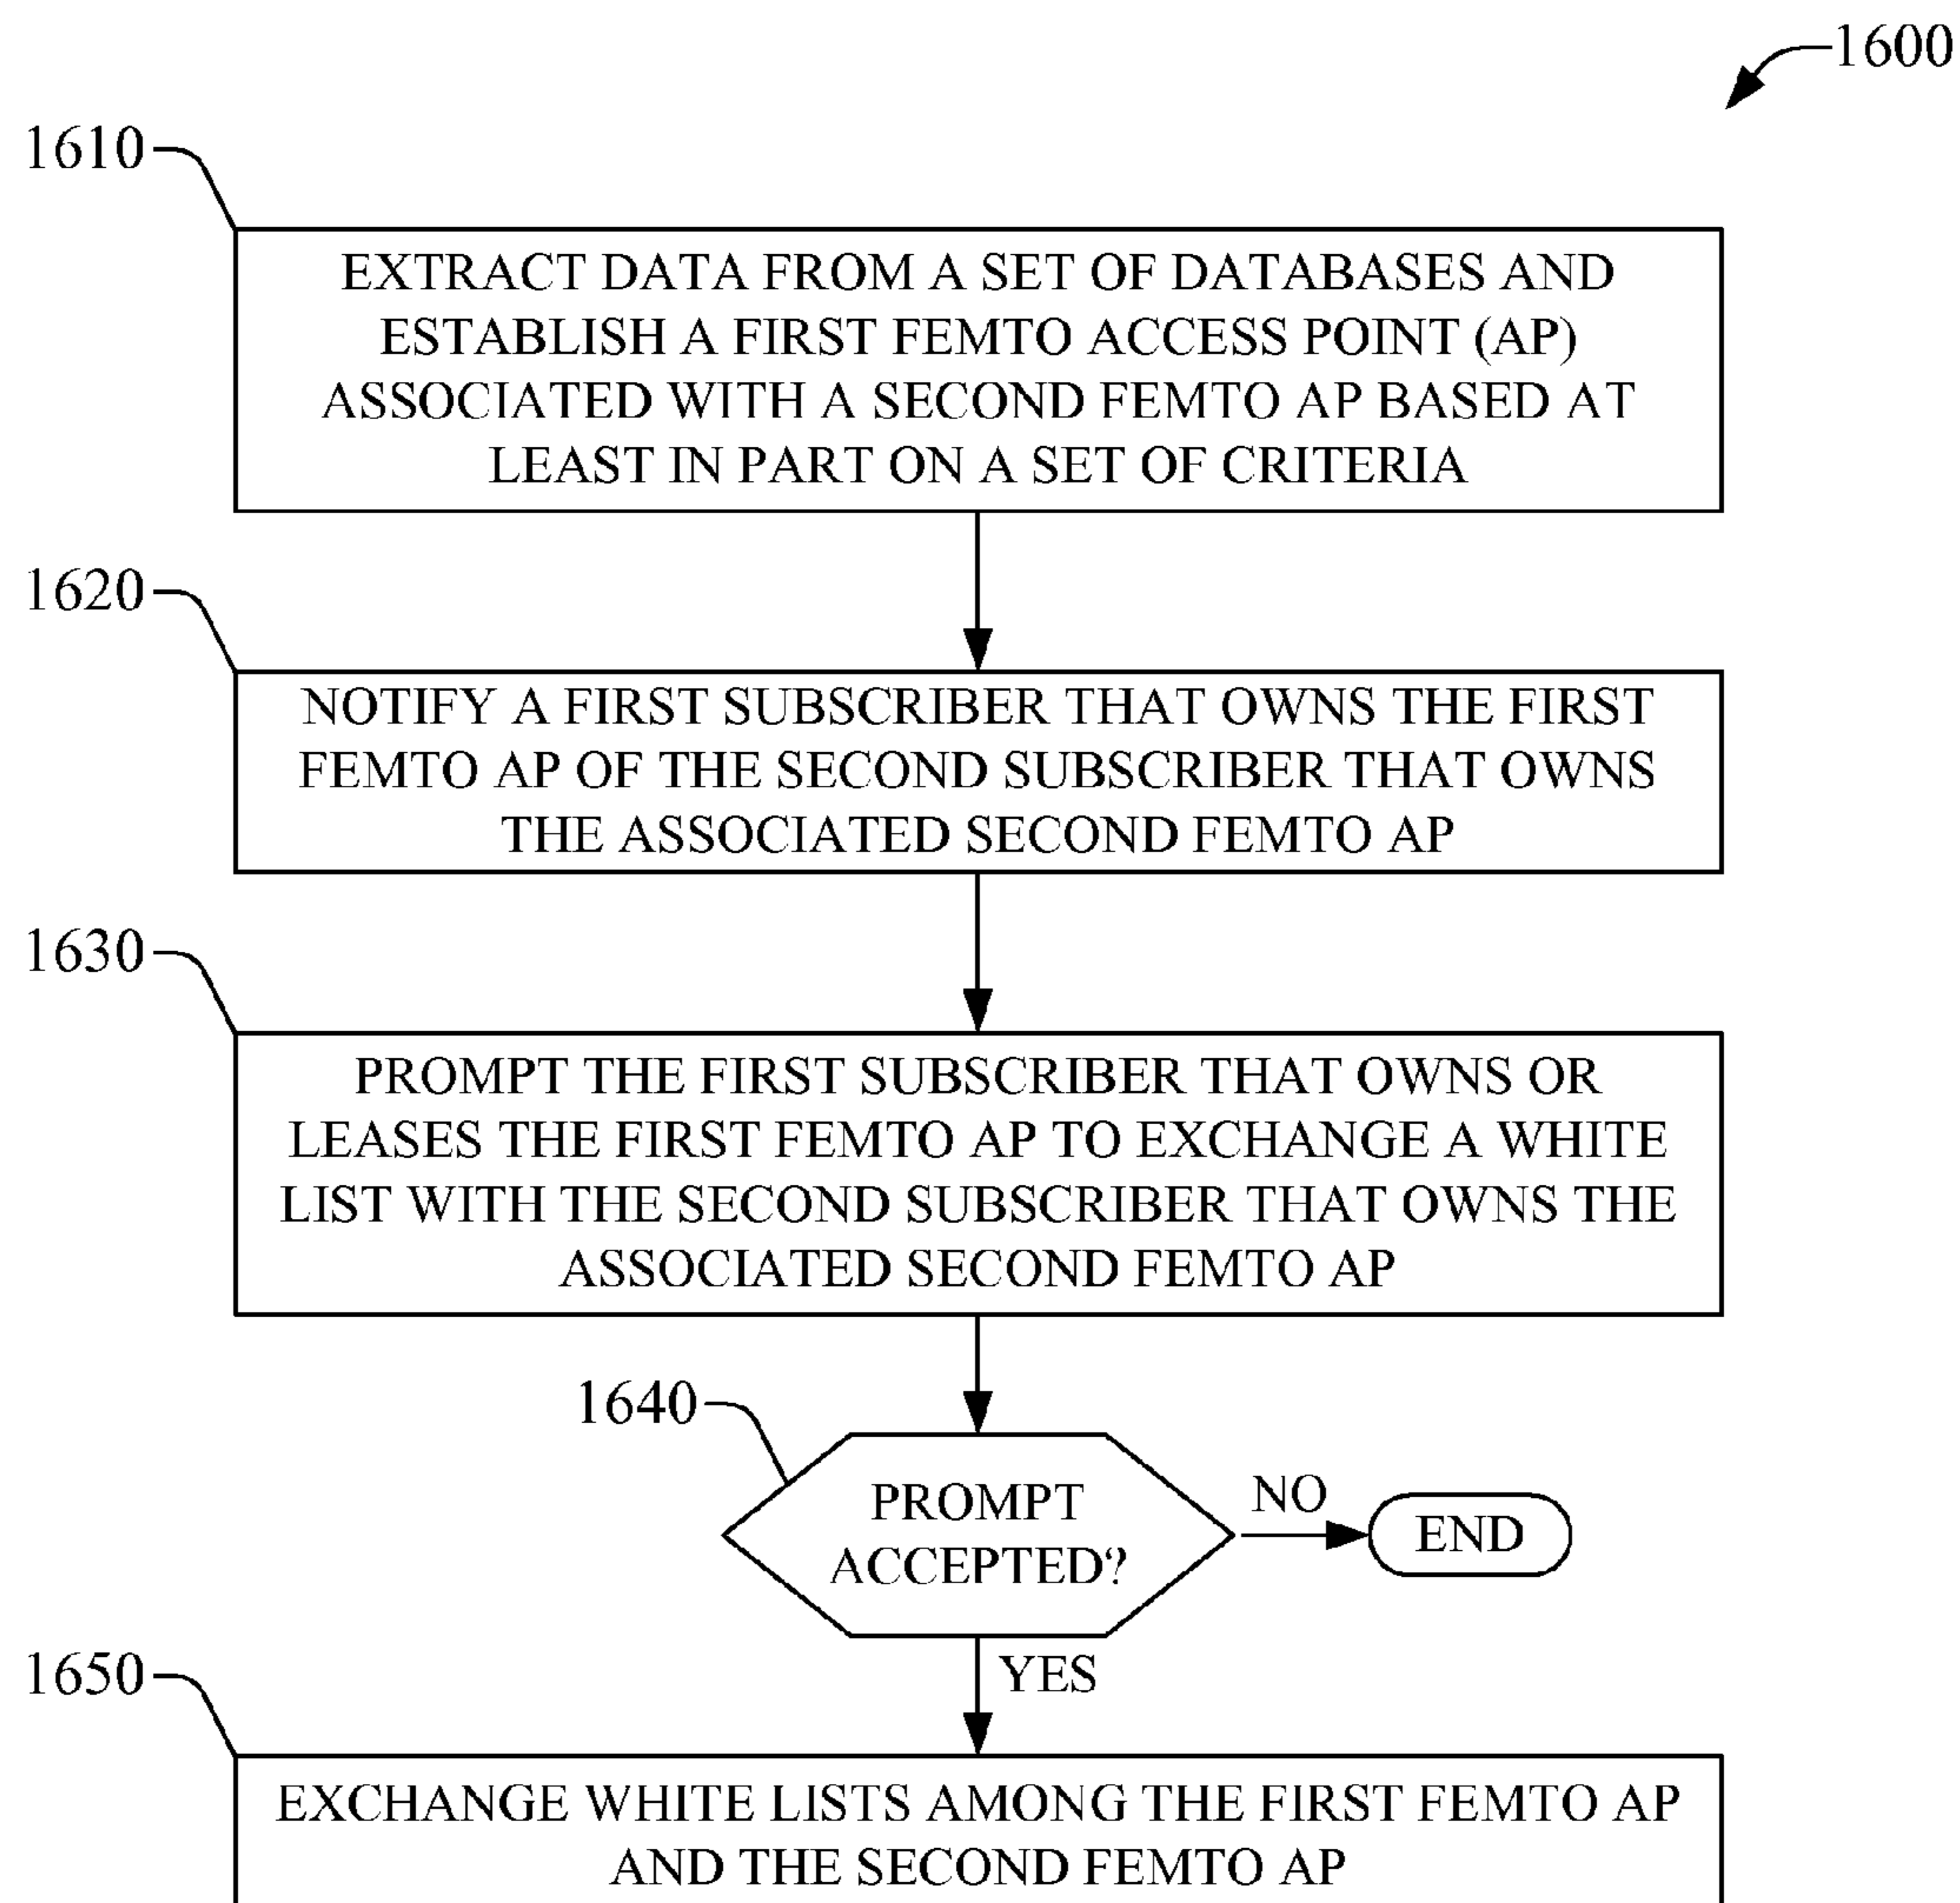 1600
1610
EXTRACT DATA FROM A SET OF DATABASES AND
ESTABLISH A FIRST FEMTO ACCESS POINT (AP)
ASSOCIATED WITH A SECOND FEMTO AP BASED AT
LEAST IN PART ON A SET OF CRITERIA
1620
NOTIFY A FIRST SUBSCRIBER THAT OWNS THE FIRST
FEMTO AP OF THE SECOND SUBSCRIBER THAT OWNS
THE ASSOCIATED SECOND FEMTO AP
1630
PROMPT THE FIRST SUBSCRIBER THAT OWNS OR
LEASES THE FIRST FEMTO AP TO EXCHANGE A WHITE
LIST WITH THE SECOND SUBSCRIBER THAT OWNS THE
ASSOCIATED SECOND FEMTO AP
1640
PROMPT
ACCEPTED?
NO
END
YES
1650
EXCHANGE WHITE LISTS AMONG THE FIRST FEMTO AP
AND THE SECOND FEMTO AP